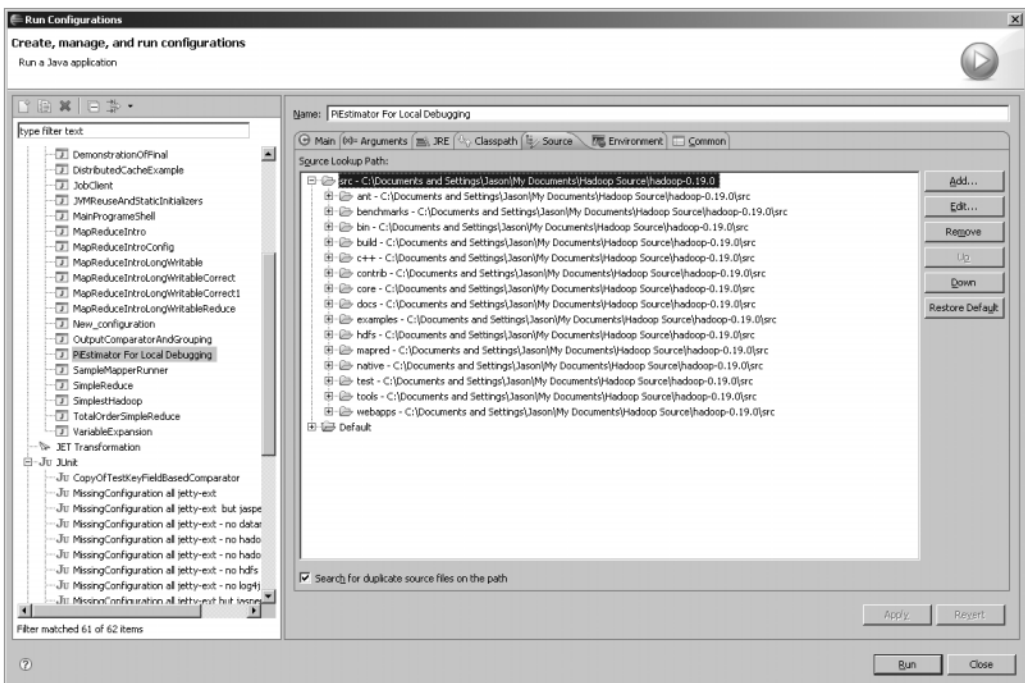 Run Configurations
Create, manage, and run configurations
Run a Java application
type filter text
DemonstrationOfFinal
DistributedCacheExample
JobClient
JVMReuseAndStaticInitializers
MainProgrameShell
MapReduceIntro
MapReduceIntroConfig
MapReduceIntroLongWritable
MapReduceIntroLongWritableCorrect
MapReduceIntroLongWritableCorrect1
MapReduceIntroLongWritableReduce
New_configuration
OutputComparatorAndGrouping
PiEstimator For Local Debugging
SampleMapperRunner
SimpleReduce
SimplestHadoop
TotalOrderSimpleReduce
VariableExpansion
JET Transformation
Ju JUnit
Ju CopyOfTestKeyFieldBasedComparator
Ju MissingConfiguration all jetty-ext
Ju MissingConfiguration all jetty-ext but jaspe
Ju MissingConfiguration all jetty-ext - no datan
Ju MissingConfiguration all jetty-ext - no hado
Ju MissingConfiguration all jetty-ext - no hado
Ju MissingConfiguration all jetty-ext - no hdfs
Ju MissingConfiguration all jetty-ext - no log4j
Ju MissingConfiguration all jetty-ext but jasper
Filter matched 61 of 62 items
Name: PiEstimator For Local Debugging
Main Arguments JRE Classpath Source Environment Common
Source Lookup Path:
src - C:\Documents and Settings\Jason\My Documents\Hadoop Source\hadoop-0.19.0
ant - C:\Documents and Settings\Jason\My Documents\Hadoop Source\hadoop-0.19.0\src
benchmarks - C:\Documents and Settings\Jason\My Documents\Hadoop Source\hadoop-0.19.0\src
bin - C:\Documents and Settings\Jason\My Documents\Hadoop Source\hadoop-0.19.0\src
build - C:\Documents and Settings\Jason\My Documents\Hadoop Source\hadoop-0.19.0\src
c++ - C:\Documents and Settings\Jason\My Documents\Hadoop Source\hadoop-0.19.0\src
contrib - C:\Documents and Settings\Jason\My Documents\Hadoop Source\hadoop-0.19.0\src
core - C:\Documents and Settings\Jason\My Documents\Hadoop Source\hadoop-0.19.0\src
docs - C:\Documents and Settings\Jason\My Documents\Hadoop Source\hadoop-0.19.0\src
examples - C:\Documents and Settings\Jason\My Documents\Hadoop Source\hadoop-0.19.0\src
hdfs - C:\Documents and Settings\Jason\My Documents\Hadoop Source\hadoop-0.19.0\src
mapred - C:\Documents and Settings\Jason\My Documents\Hadoop Source\hadoop-0.19.0\src
native - C:\Documents and Settings\Jason\My Documents\Hadoop Source\hadoop-0.19.0\src
test - C:\Documents and Settings\Jason\My Documents\Hadoop Source\hadoop-0.19.0\src
tools - C:\Documents and Settings\Jason\My Documents\Hadoop Source\hadoop-0.19.0\src
webapps - C:\Documents and Settings\Jason\My Documents\Hadoop Source\hadoop-0.19.0\src
Default
Add...
Edit...
Remove
Up
Down
Restore Default
Search for duplicate source files on the path
Apply Revert
Run Close